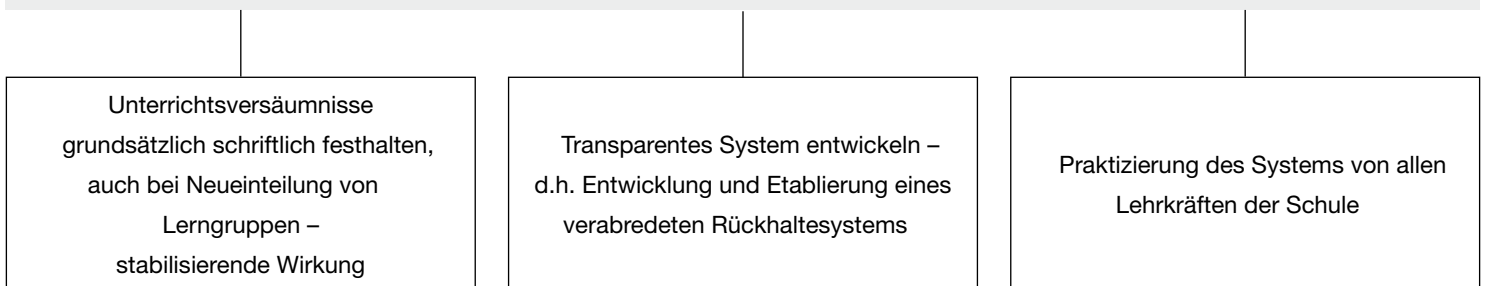 Unterrichtsversäumnisse
grundsätzlich schriftlich festhalten,
auch bei Neueinteilung von
Lerngruppen –
stabilisierende Wirkung
Transparentes System entwickeln –
d.h. Entwicklung und Etablierung eines
verabredeten Rückhaltesystems
Praktizierung des Systems von allen
Lehrkräften der Schule